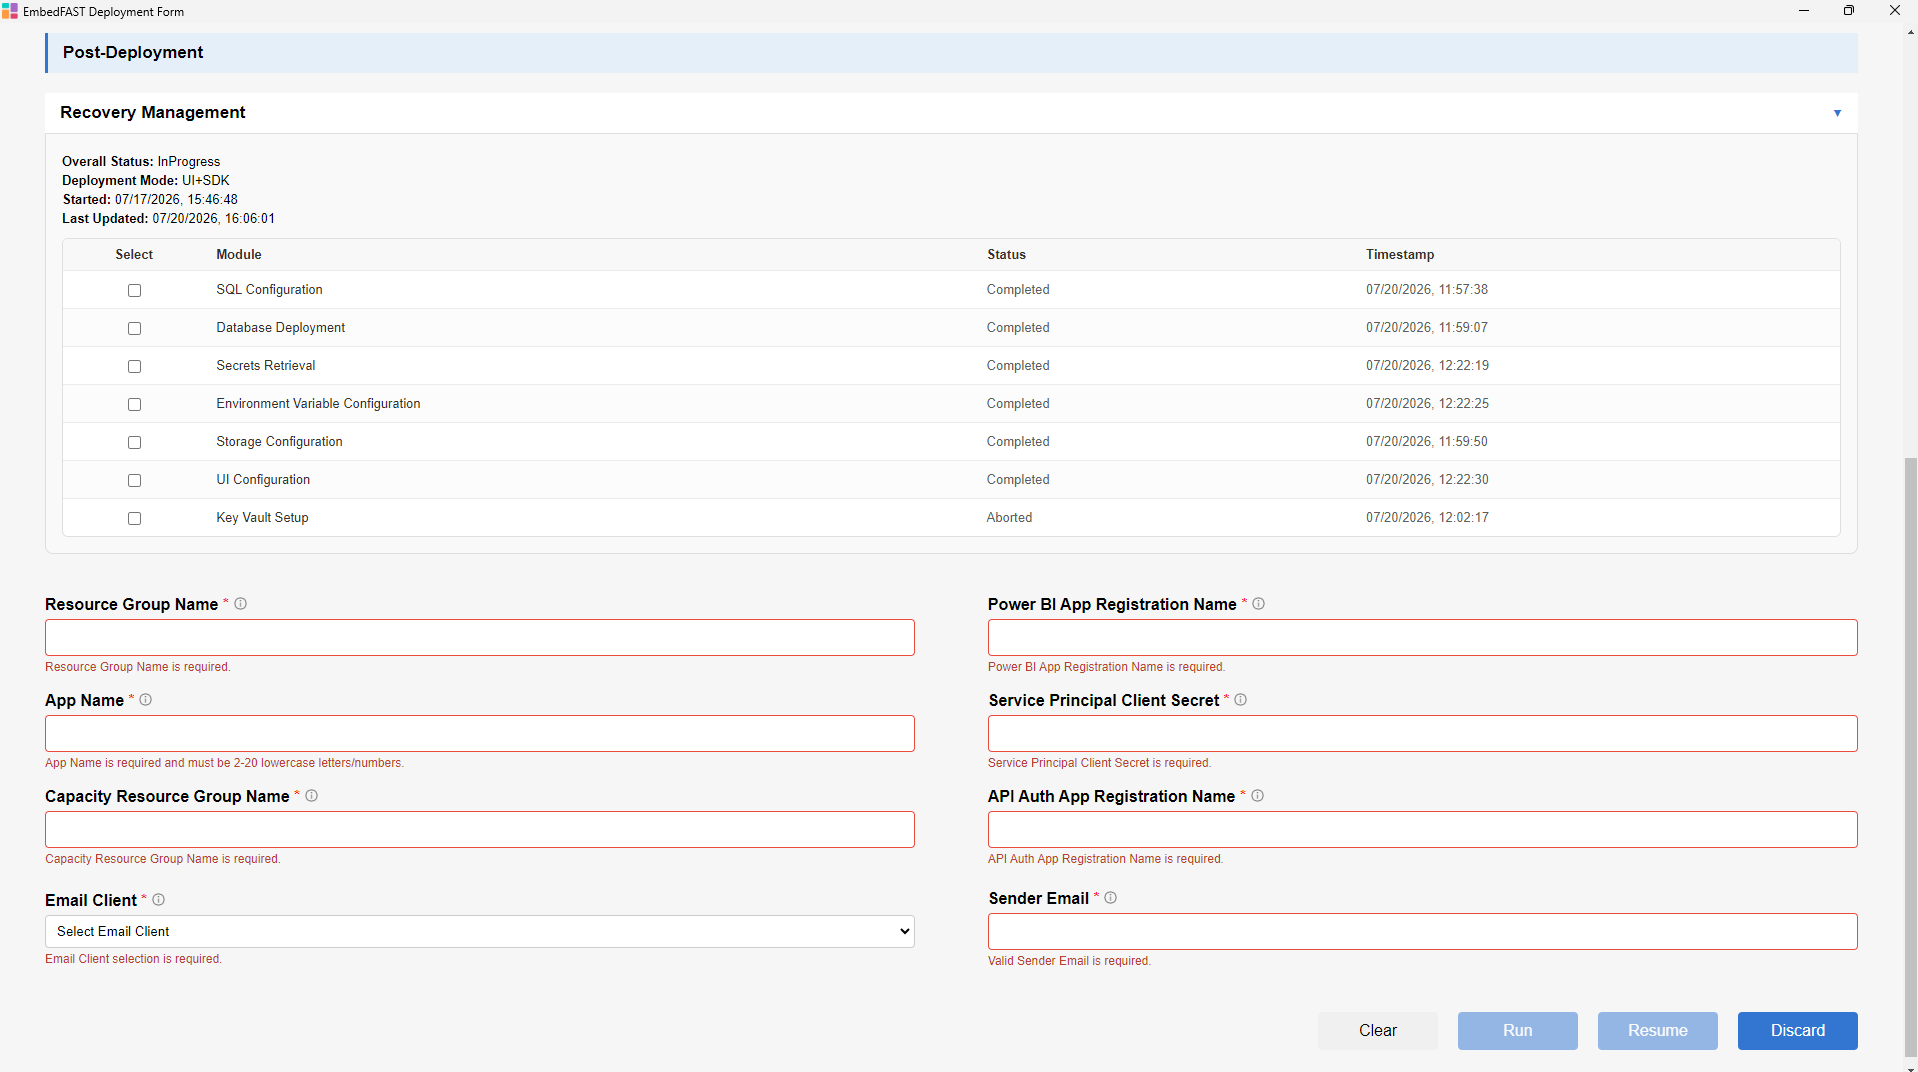 EmbedFAST Deployment Form
Post-Deployment
Recovery Management
Overall Status: InProgress
Deployment Mode: UI+SDK
Started: 07/17/2026, 15:46:48
Last Updated: 07/20/2026, 16:06:01
Select Module Status Timestamp
SQL Configuration Completed 07/20/2026, 11:57:38
Database Deployment Completed 07/20/2026, 11:59:07
Secrets Retrieval Completed 07/20/2026, 12:22:19
Environment Variable Configuration Completed 07/20/2026, 12:22:25
Storage Configuration Completed 07/20/2026, 11:59:50
UI Configuration Completed 07/20/2026, 12:22:30
Key Vault Setup Aborted 07/20/2026, 12:02:17
Resource Group Name * Power BI App Registration Name *
Resource Group Name is required. Power BI App Registration Name is required.
App Name * Service Principal Client Secret *
App Name is required and must be 2-20 lowercase letters/numbers. Service Principal Client Secret is required.
Capacity Resource Group Name * API Auth App Registration Name *
Capacity Resource Group Name is required. API Auth App Registration Name is required.
Email Client * Sender Email *
Select Email Client
Email Client selection is required. Valid Sender Email is required.
Clear Run Resume Discard